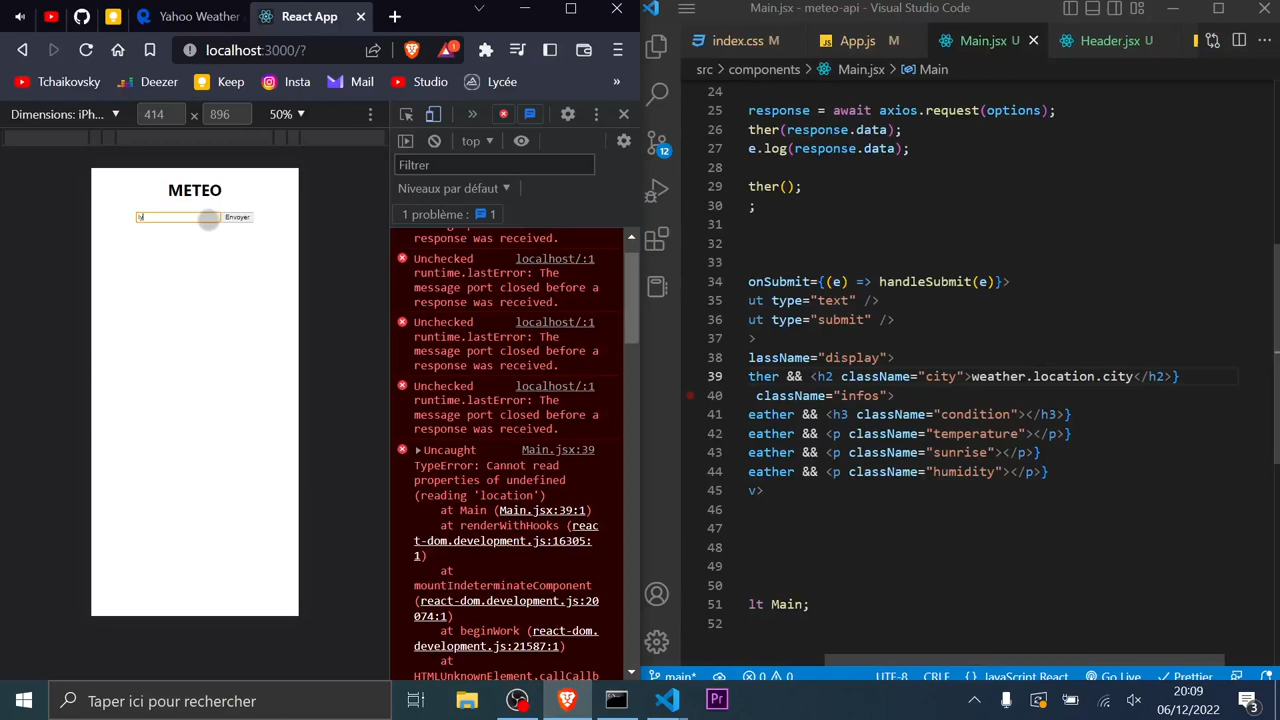 Yahoo Weather
React App
localhost:3000/?
1
Tchaikovsky
Deezer
Keep
Insta
Mail
Studio
Lycée
»
Dimensions: iPh...
414
×
896
50%
METEO
Envoyer
»
top
Filtrer
Niveaux par défaut
1 problème :
1
response was received.
Unchecked
localhost/:1
runtime.lastError: The
message port closed before a
response was received.
Unchecked
localhost/:1
runtime.lastError: The
message port closed before a
response was received.
Unchecked
localhost/:1
runtime.lastError: The
message port closed before a
response was received.
Uncaught
Main.jsx:39
TypeError: Cannot read
properties of undefined
(reading 'location')
at Main (Main.jsx:39:1)
at renderWithHooks (reac
t-dom.development.js:16305:
1)
at
mountIndeterminateComponent
(react-dom.development.js:20
074:1)
at beginWork (react-dom.
development.js:21587:1)
at
HTMLUnknownElement.callCallb
Main.jsx - meteo-api - Visual Studio Code
index.css M
App.js M
Main.jsx U
Header.jsx U
src > components > Main.jsx > Main
12
24
25 response = await axios.request(options);
26 ther(response.data);
27 e.log(response.data);
28
29 ther();
30 ;
31
32
33
34 onSubmit={(e) => handleSubmit(e)}>
35 ut type="text" />
36 ut type="submit" />
37 >
38 lassName="display">
39 ther && <h2 className="city">weather.location.city</h2>}
40 className="infos">
41 eather && <h3 className="condition"></h3>}
42 eather && <p className="temperature"></p>}
43 eather && <p className="sunrise"></p>}
44 eather && <p className="humidity"></p>}
45 v>
46
47
48
49
50
51 lt Main;
52
main*
0
0
UTF-8
CRLF
{} JavaScript React
Go Live
Prettier
Taper ici pour rechercher
Pr
20:09
06/12/2022
3